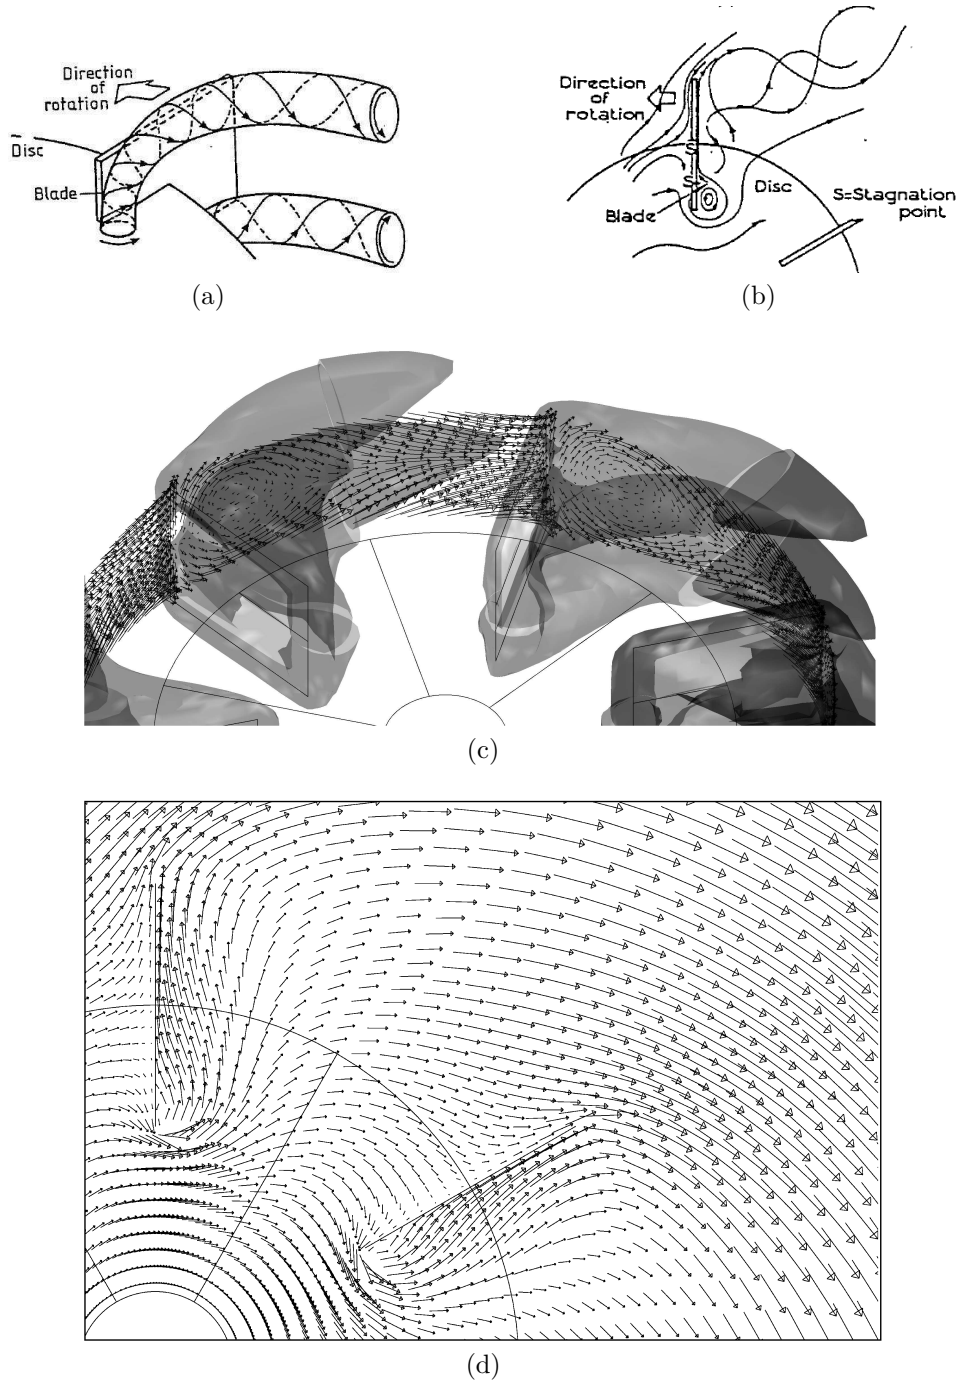 Direction
of
rotation
Disc
Blade
(a)
Direction
of
rotation
S
S
Blade
Disc
S=Stagnation
point
(b)
(c)
(d)